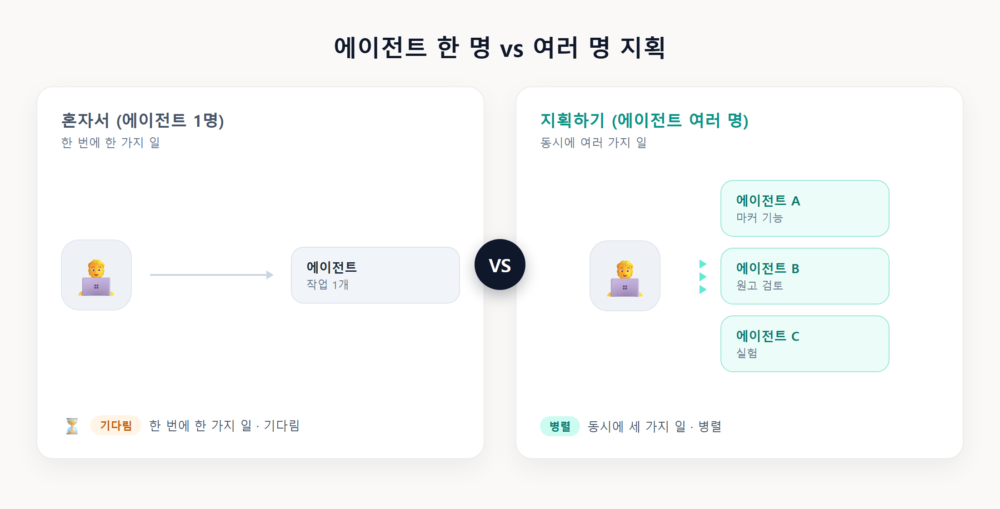 에이전트 한 명 vs 여러 명 지획
혼자서 (에이전트 1명)
한 번에 한 가지 일
에이전트
작업 1개
기다림
한 번에 한 가지 일 · 기다림
VS
지획하기 (에이전트 여러 명)
동시에 여러 가지 일
에이전트 A
마커 기능
에이전트 B
원고 검토
에이전트 C
실험
병렬
동시에 세 가지 일 · 병렬